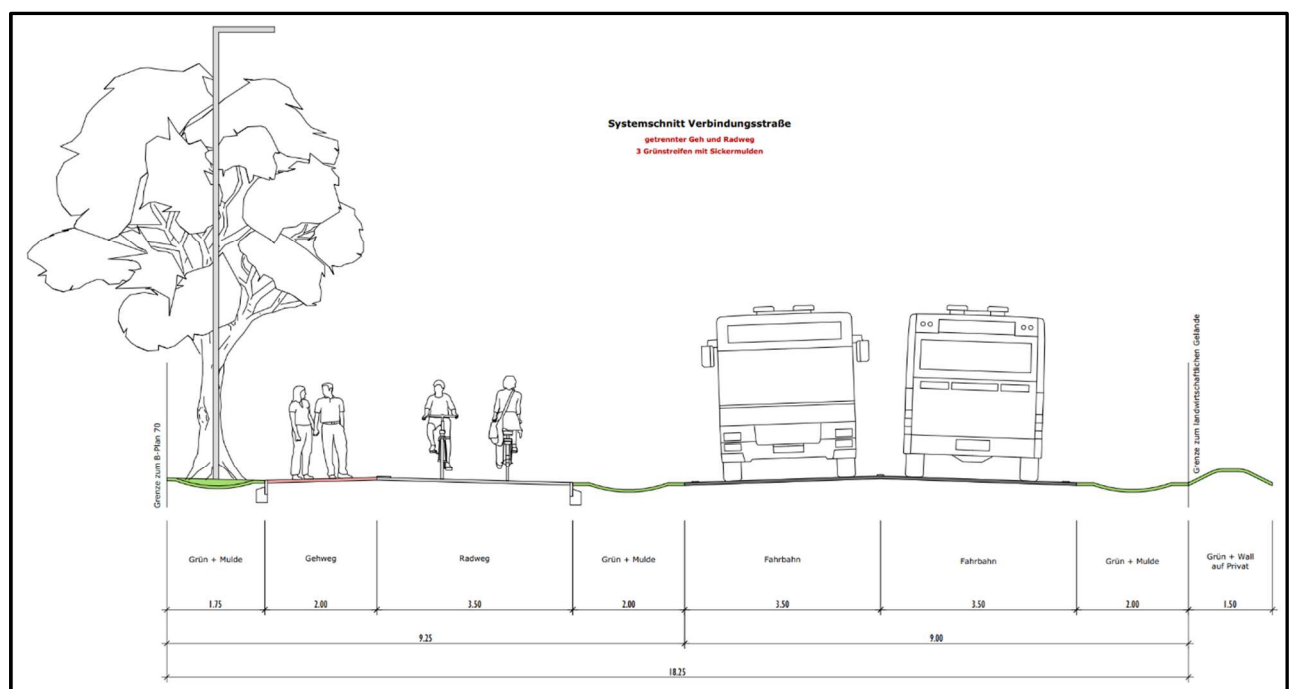 Systemschnitt Verbindungsstraße
getrennter Geh und Radweg
3 Grünstreifen mit Sickermulden
Grenze zum B-Plan 70
Grenze zum landwirtschaftlichen Gelände
Grün + Mulde
Gehweg
Radweg
Grün + Mulde
Fahrbahn
Fahrbahn
Grün + Mulde
Grün + Wall
auf Privat
1.75
2.00
3.50
2.00
3.50
3.50
2.00
1.50
9.25
9.00
18.25